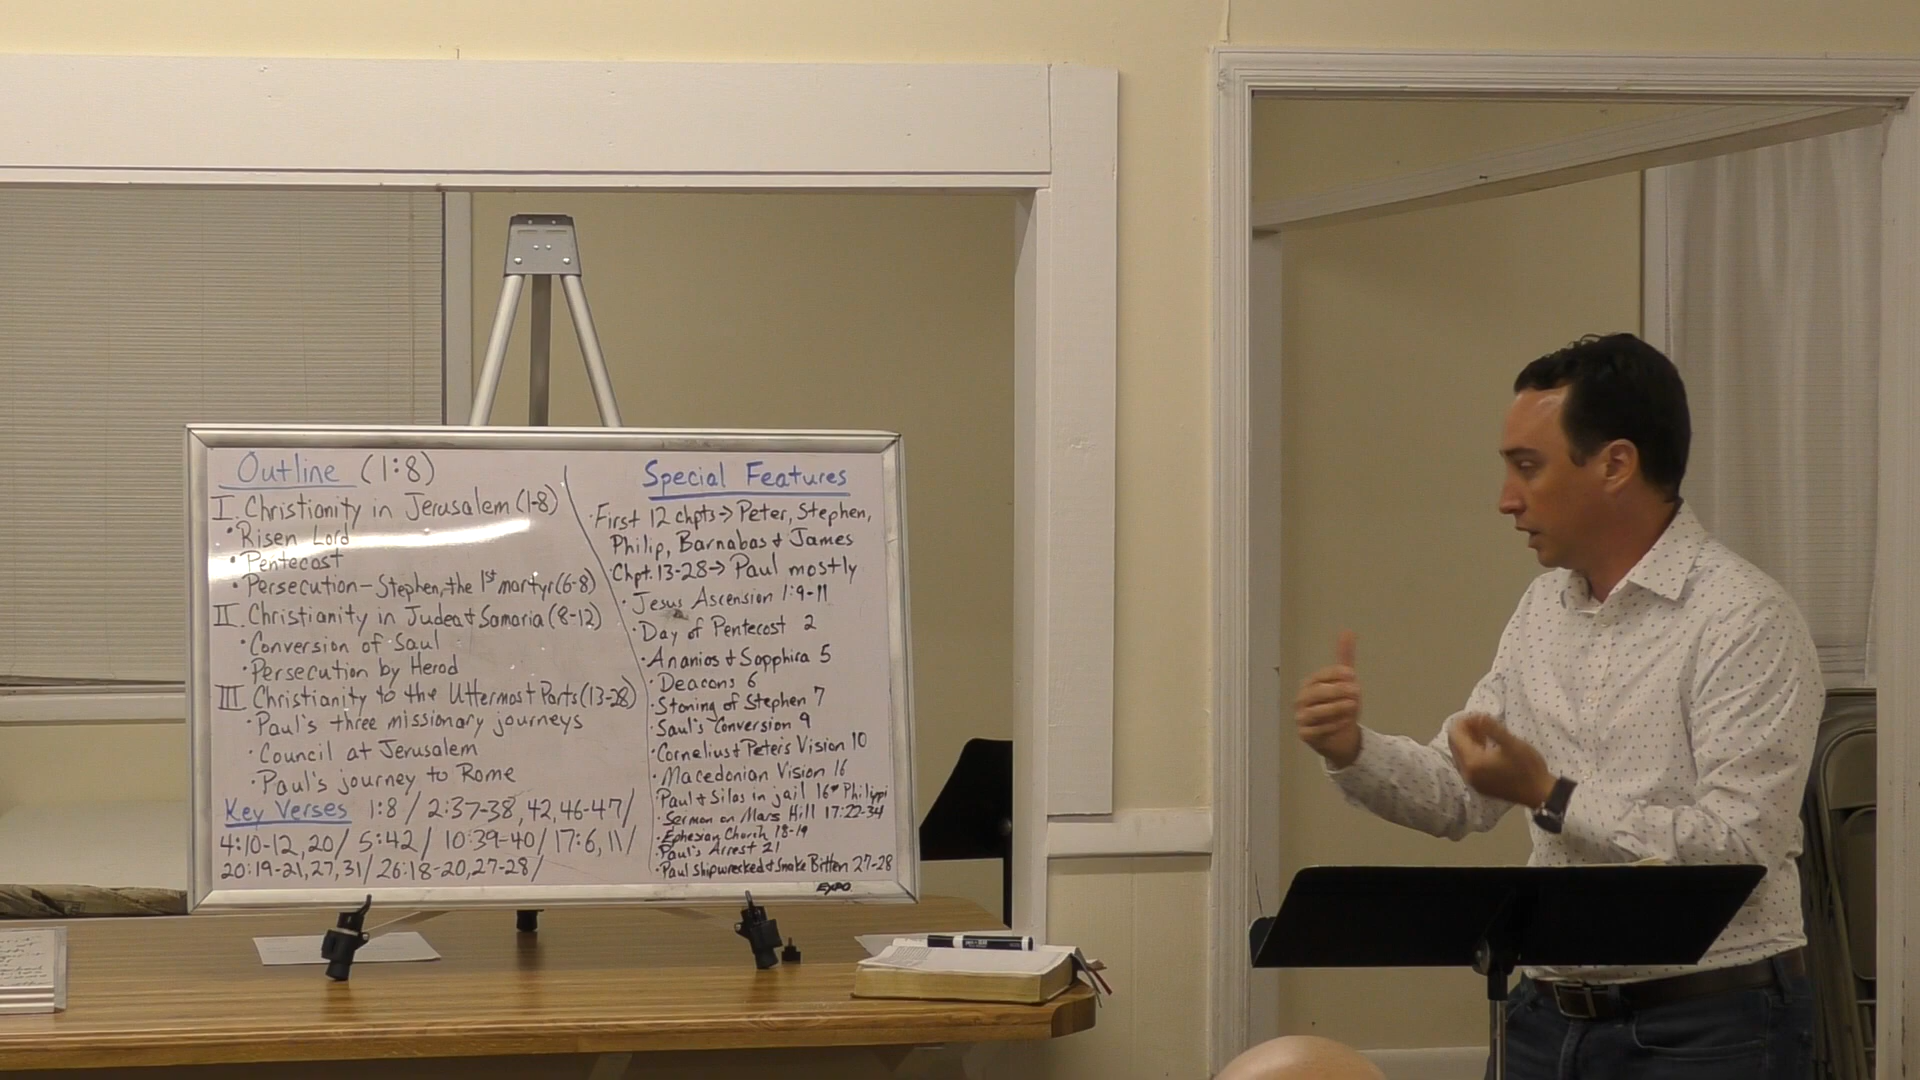 Outline (1:8)
I. Christianity in Jerusalem (1-8)
• Risen Lord
• Pentecost
• Persecution - Stephen, the 1st martyr (6-8)
II. Christianity in Judea & Samaria (8-12)
• Conversion of Saul
• Persecution by Herod
III. Christianity to the Uttermost Parts (13-28)
• Paul's three missionary journeys
• Council at Jerusalem
• Paul's journey to Rome
Key Verses 1:8 / 2:37-38, 42, 46-47/
4:10-12, 20/ 5:42/ 10:39-40/ 17:6, 11/
20:19-21, 27, 31/ 26:18-20, 27-28/
Special Features
• First 12 chpts → Peter, Stephen,
Philip, Barnabas & James
• Chpt. 13-28 → Paul mostly
• Jesus Ascension 1:9-11
• Day of Pentecost 2
• Ananias & Sapphira 5
• Deacons 6
• Stoning of Stephen 7
• Saul's Conversion 9
• Cornelius & Peter's Vision 10
• Macedonian Vision 16
• Paul & Silas in jail 16 Philippi
• Sermon on Mars Hill 17:22-34
• Ephesian Church 18-19
• Paul's Arrest 21
• Paul shipwrecked & Snake Bitten 27-28
EXPO